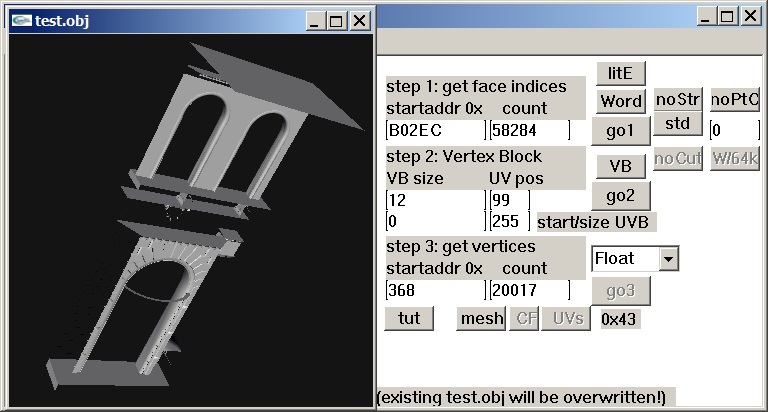 test.obj
step 1: get face indices
startaddr 0x count
B02EC 58284
litE
Word noStr noPtC
go1 std 0
step 2: Vertex Block
VB size UV pos
12 99
0 255 start/size UVB
VB noCut W/64k
go2
step 3: get vertices
startaddr 0x count
368 20017
Float
go3
tut mesh CF UVs 0x43
(existing test.obj will be overwritten!)